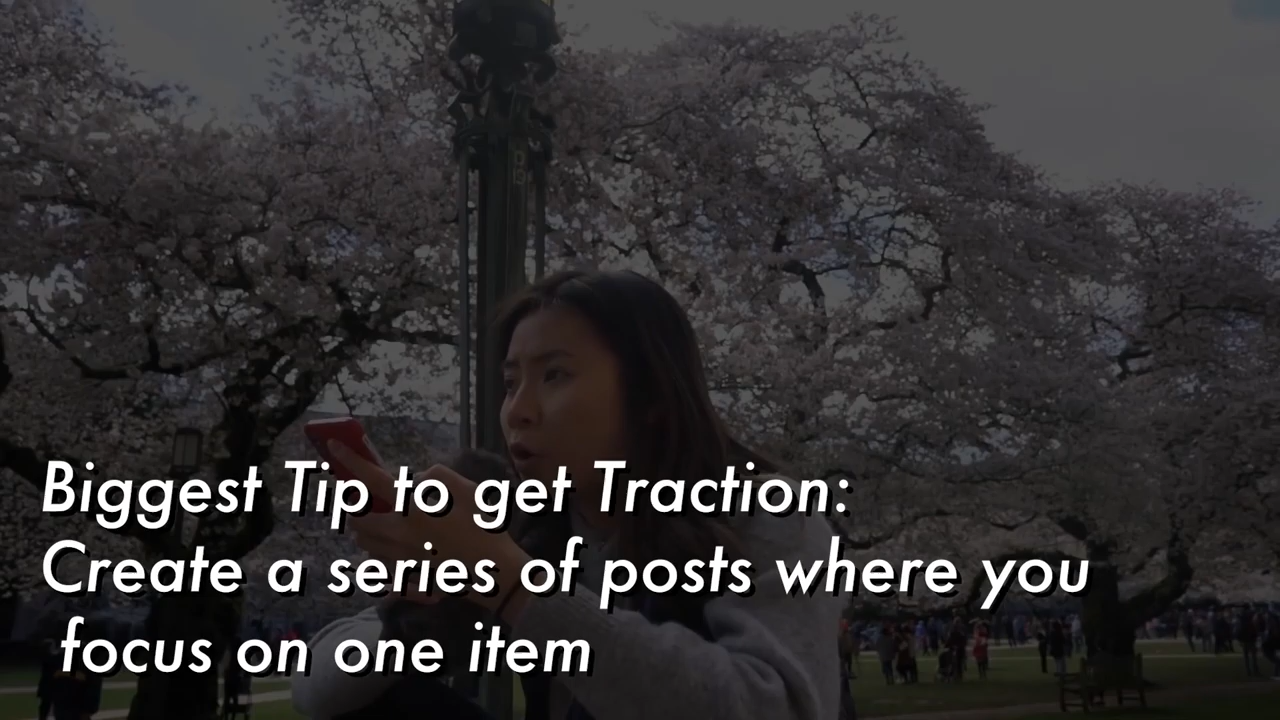 Biggest Tip to get Traction:
Create a series of posts where you
focus on one item